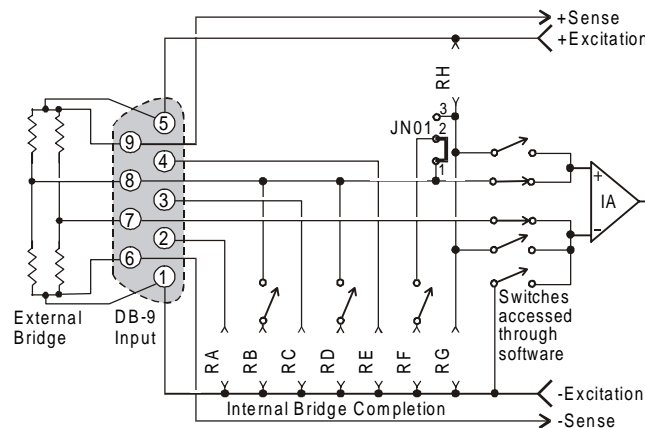 +Sense
+Excitation
RH
3
JN01
2
1
5
9
4
8
3
7
2
6
1
+
IA
-
External
Bridge
DB-9
Input
RA
RB
RC
RD
RE
RF
RG
Switches
accessed
through
software
-Excitation
Internal Bridge Completion
-Sense